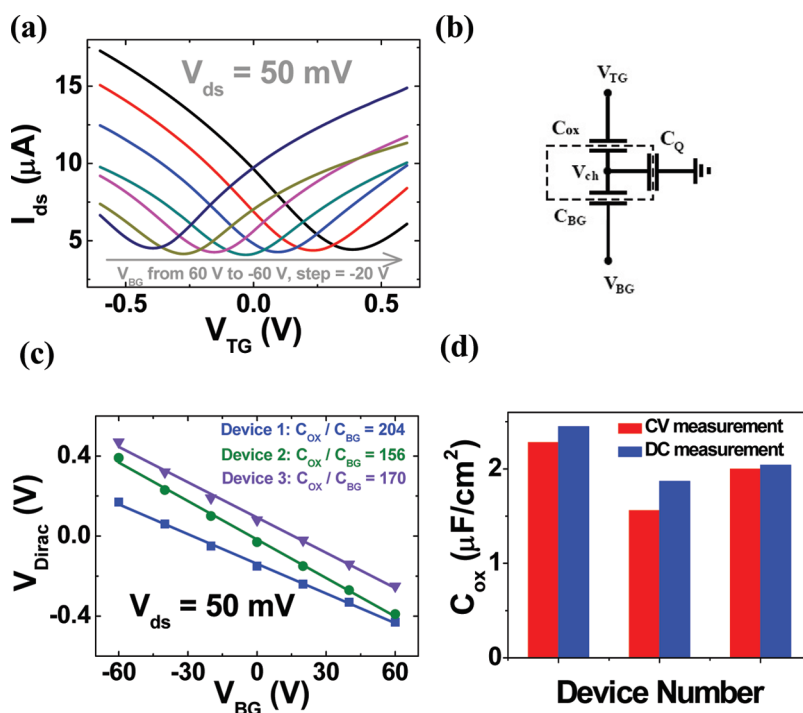 (a)
V_ds = 50 mV
15
10
5
I_ds (μA)
V_BG from 60 V to -60 V, step = -20 V
-0.5 0.0 0.5
V_TG (V)
(b)
V_TG
C_ox
C_Q
V_ch
C_BG
V_BG
(c)
Device 1: C_OX / C_BG = 204
Device 2: C_OX / C_BG = 156
Device 3: C_OX / C_BG = 170
0.4
0.0
-0.4
V_Dirac (V)
V_ds = 50 mV
-60 -30 0 30 60
V_BG (V)
(d)
CV measurement
DC measurement
2
1
0
C_ox (μF/cm²)
Device Number